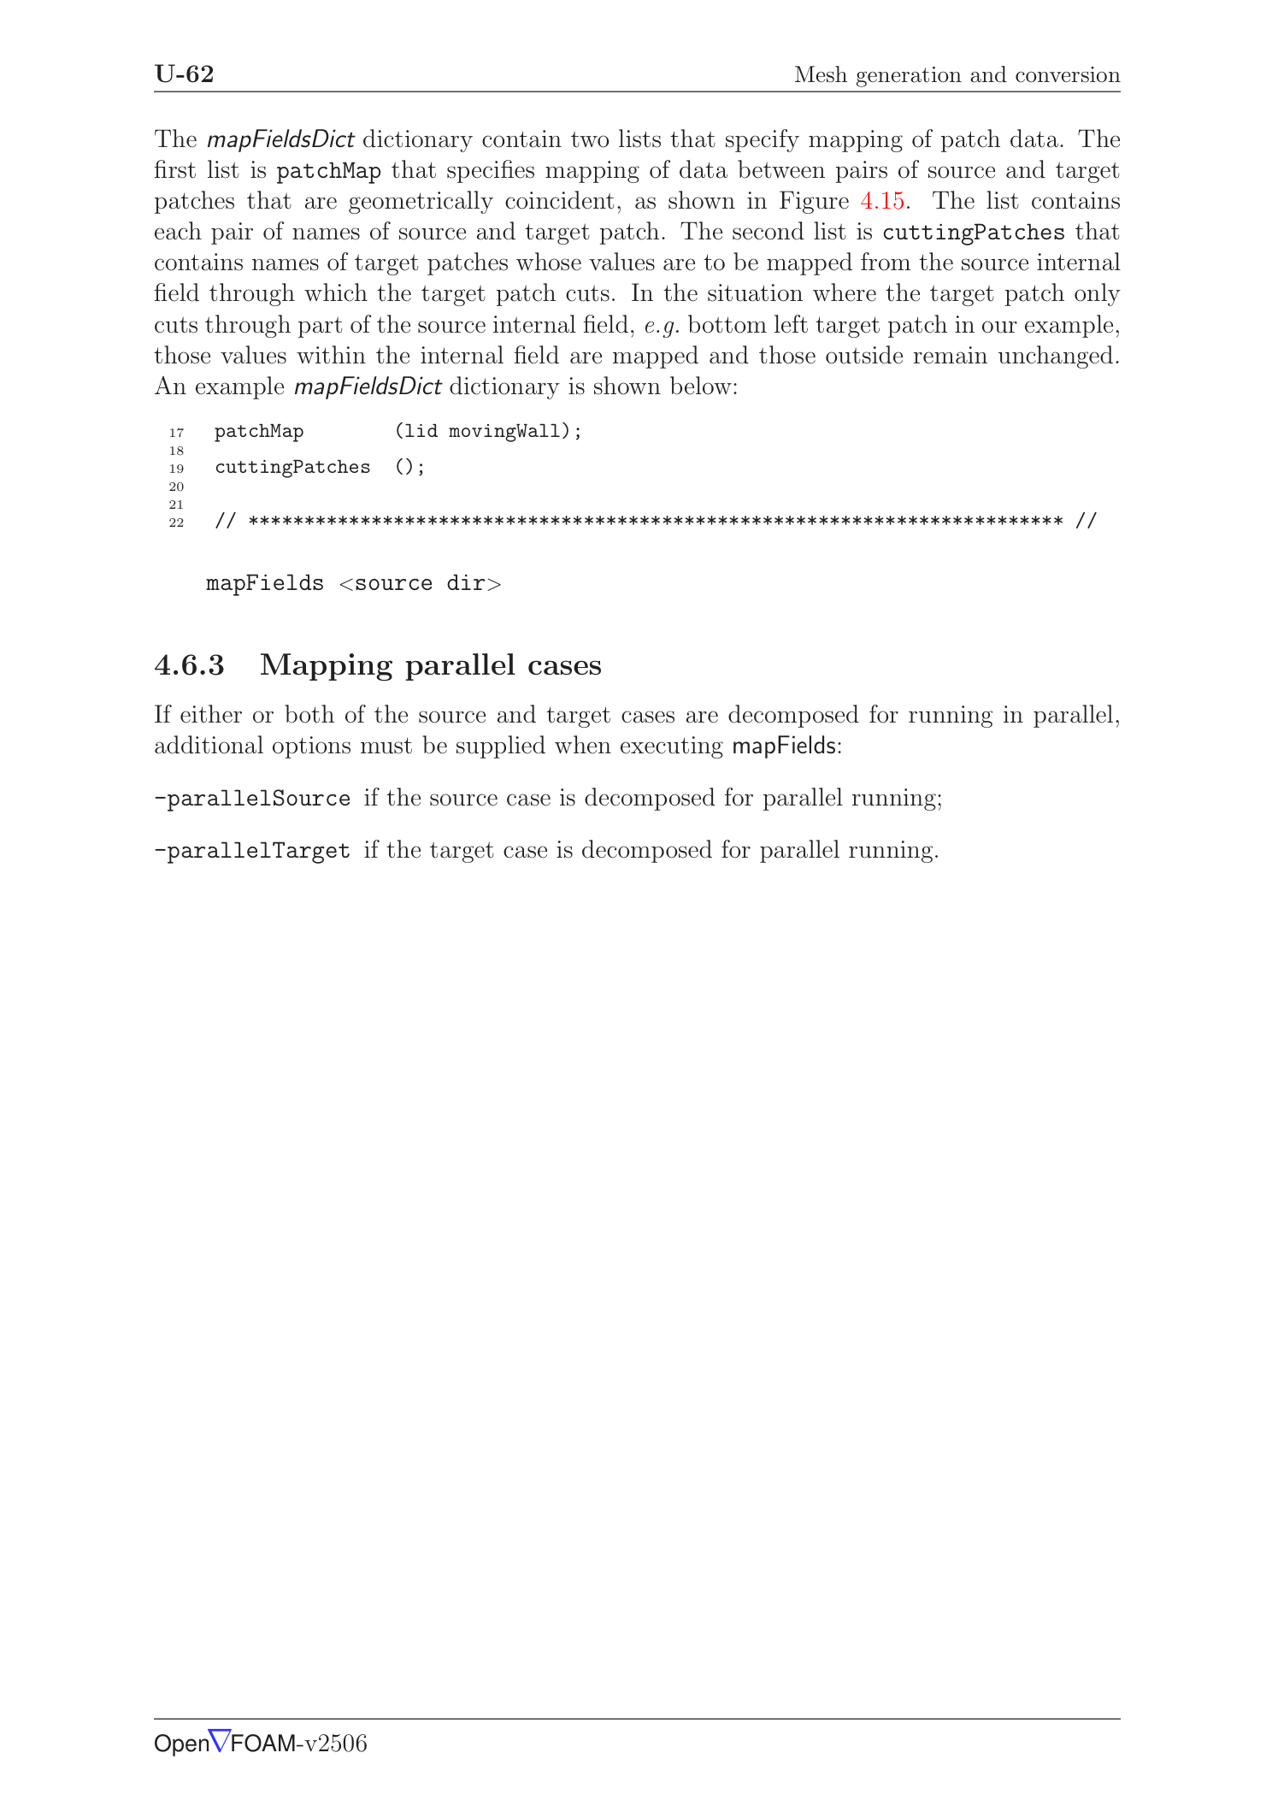 U-62 Mesh generation and conversion
The mapFieldsDict dictionary contain two lists that specify mapping of patch data. The
first list is patchMap that specifies mapping of data between pairs of source and target
patches that are geometrically coincident, as shown in Figure 4.15. The list contains
each pair of names of source and target patch. The second list is cuttingPatches that
contains names of target patches whose values are to be mapped from the source internal
field through which the target patch cuts. In the situation where the target patch only
cuts through part of the source internal field, e.g. bottom left target patch in our example,
those values within the internal field are mapped and those outside remain unchanged.
An example mapFieldsDict dictionary is shown below:
17 patchMap (lid movingWall);
18
19 cuttingPatches ();
20
21
22 // ************************************************************************* //
mapFields <source dir>
4.6.3 Mapping parallel cases
If either or both of the source and target cases are decomposed for running in parallel,
additional options must be supplied when executing mapFields:
-parallelSource if the source case is decomposed for parallel running;
-parallelTarget if the target case is decomposed for parallel running.
Open∇FOAM-v2506